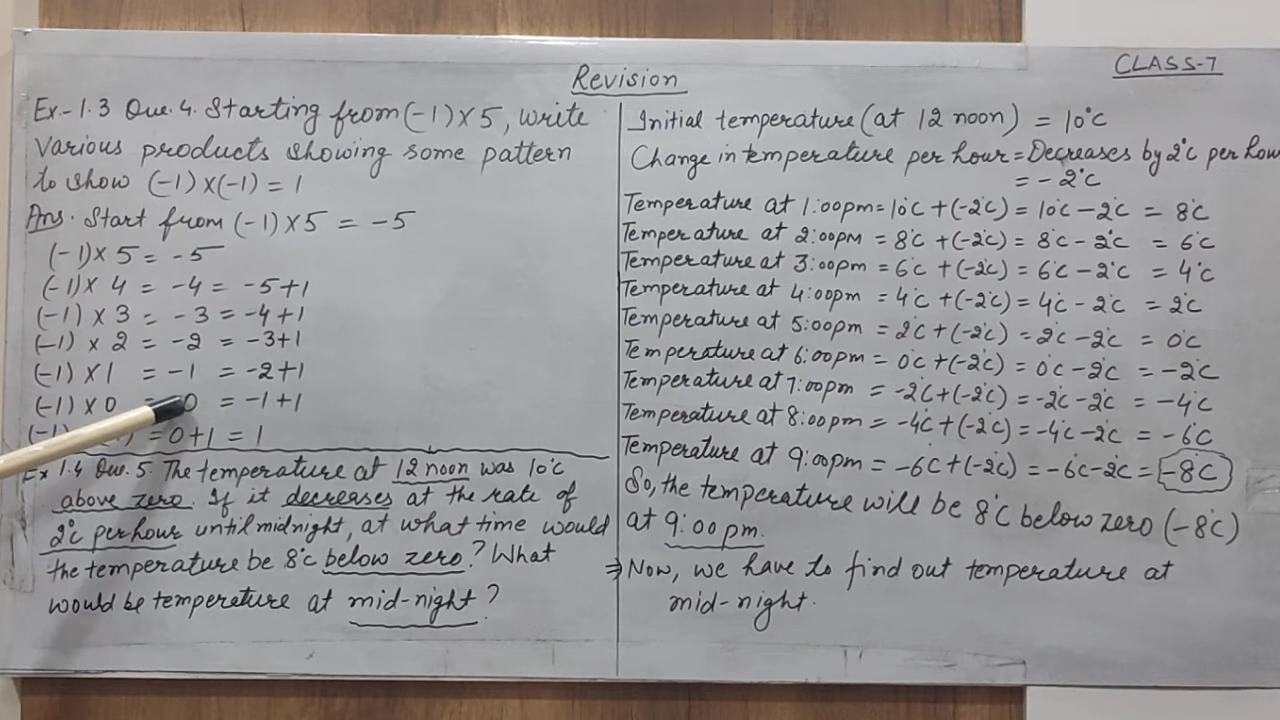 Revision
CLASS-7
Ex-1.3 Que.4. Starting from (-1)×5, write
various products showing some pattern
to show (-1)×(-1) = 1
Ans. Start from (-1)×5 = -5
(-1)×5 = -5
(-1)×4 = -4 = -5+1
(-1)×3 = -3 = -4+1
(-1)×2 = -2 = -3+1
(-1)×1 = -1 = -2+1
(-1)×0 = 0 = -1+1
= 0+1 = 1
Ex 1.4 Que.5. The temperature at 12 noon was 10°C
above zero. If it decreases at the rate of
2°C per hour until midnight, at what time would
the temperature be 8°C below zero? What
would be temperature at mid-night?
Initial temperature (at 12 noon) = 10°C
Change in temperature per hour = Decreases by 2°C per hour
= -2°C
Temperature at 1:00pm = 10°C+(-2°C) = 10°C-2°C = 8°C
Temperature at 2:00pm = 8°C+(-2°C) = 8°C-2°C = 6°C
Temperature at 3:00pm = 6°C+(-2°C) = 6°C-2°C = 4°C
Temperature at 4:00pm = 4°C+(-2°C) = 4°C-2°C = 2°C
Temperature at 5:00pm = 2°C+(-2°C) = 2°C-2°C = 0°C
Temperature at 6:00pm = 0°C+(-2°C) = 0°C-2°C = -2°C
Temperature at 7:00pm = -2°C+(-2°C) = -2°C-2°C = -4°C
Temperature at 8:00pm = -4°C+(-2°C) = -4°C-2°C = -6°C
Temperature at 9:00pm = -6°C+(-2°C) = -6°C-2°C = -8°C
So, the temperature will be 8°C below zero (-8°C)
at 9:00 pm.
⇒ Now, we have to find out temperature at
mid-night.